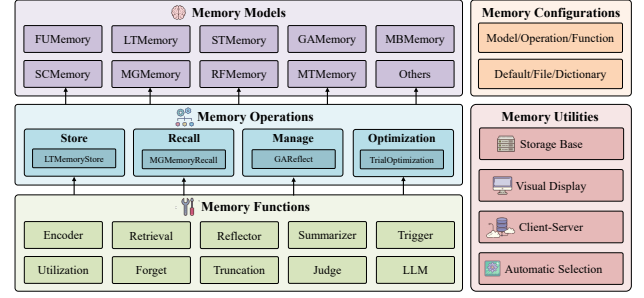 Memory Models
FUMemory
LTMemory
STMemory
GAMemory
MBMemory
SCMemory
MGMemory
RFMemory
MTMemory
Others
Memory Operations
Store
LTMemoryStore
Recall
MGMemoryRecall
Manage
GAReflect
Optimization
TrialOptimization
Memory Functions
Encoder
Retrieval
Reflector
Summarizer
Trigger
Utilization
Forget
Truncation
Judge
LLM
Memory Configurations
Model/Operation/Function
Default/File/Dictionary
Memory Utilities
Storage Base
Visual Display
Client-Server
Automatic Selection